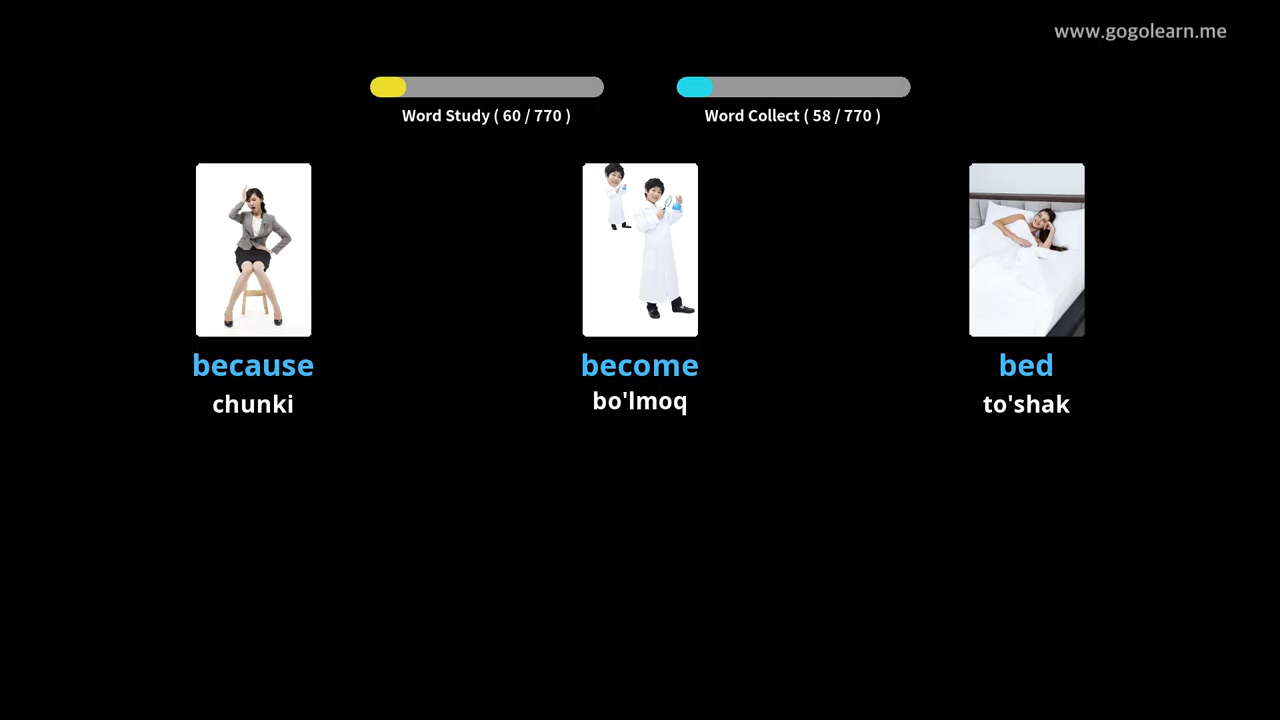 www.gogolearn.me
Word Study ( 60 / 770 )
Word Collect ( 58 / 770 )
because
chunki
become
bo'lmoq
bed
to'shak